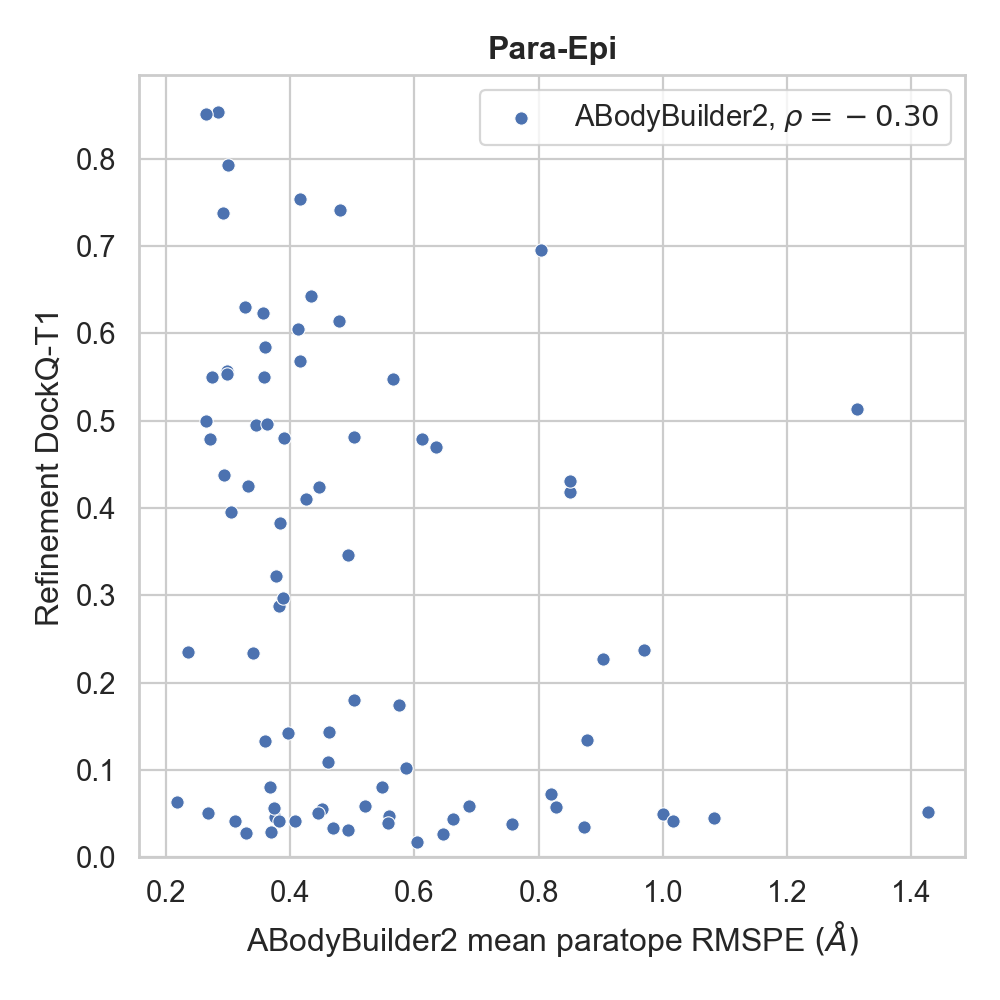 Para-Epi
ABodyBuilder2, ρ = − 0.30
Refinement DockQ-T1
0.8
0.7
0.6
0.5
0.4
0.3
0.2
0.1
0.0
0.2 0.4 0.6 0.8 1.0 1.2 1.4
ABodyBuilder2 mean paratope RMSPE (Å)